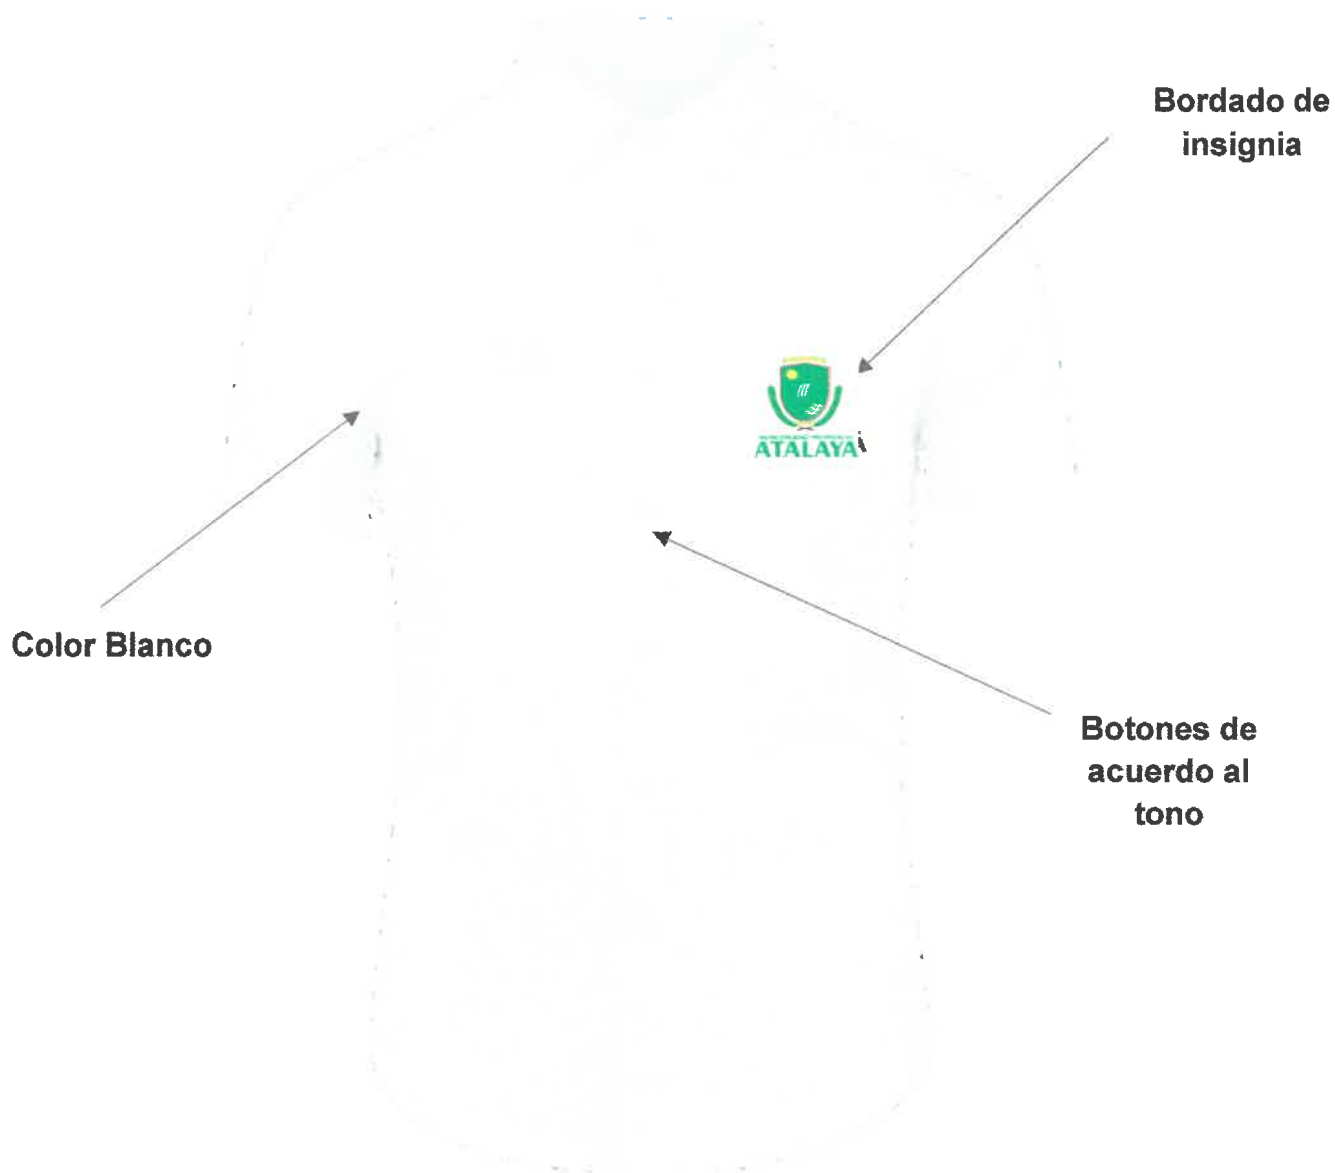 Bordado de
insignia
ATALAYA
Color Blanco
Botones de
acuerdo al
tono